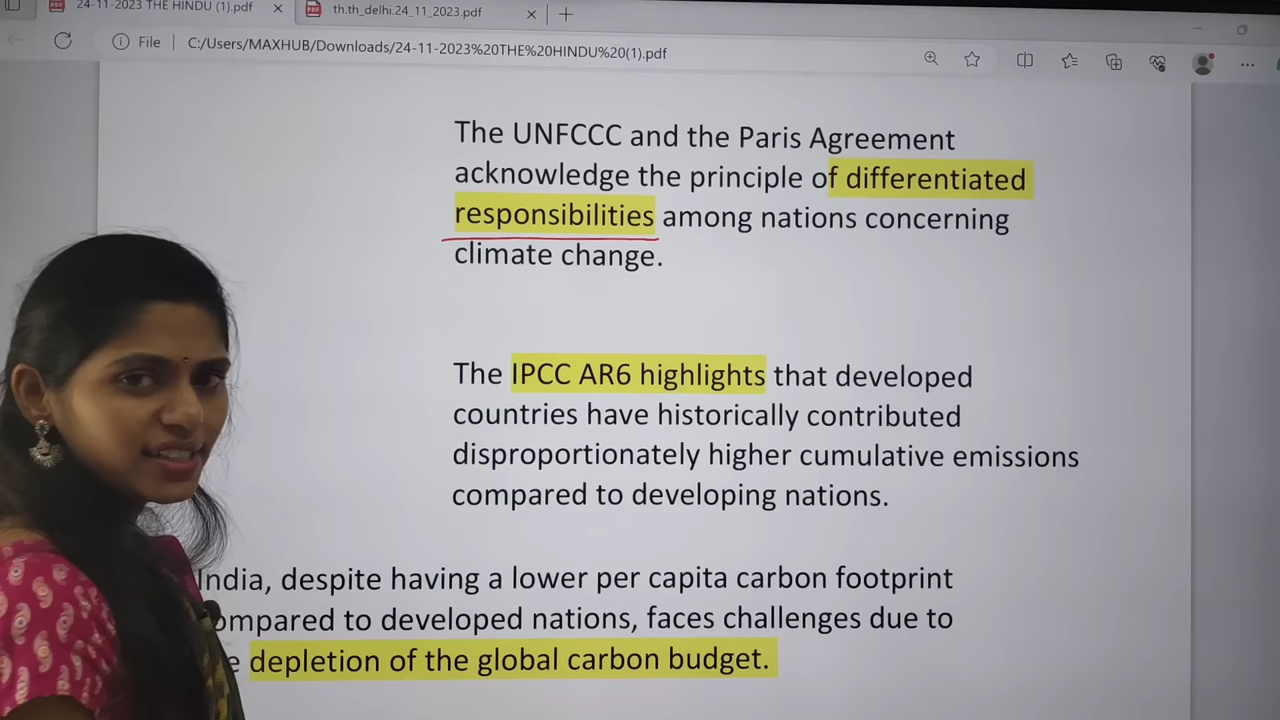 24-11-2023 THE HINDU (1).pdf
th.th_delhi.24_11_2023.pdf
File C:/Users/MAXHUB/Downloads/24-11-2023%20THE%20HINDU%20(1).pdf
The UNFCCC and the Paris Agreement
acknowledge the principle of differentiated
responsibilities among nations concerning
climate change.
The IPCC AR6 highlights that developed
countries have historically contributed
disproportionately higher cumulative emissions
compared to developing nations.
India, despite having a lower per capita carbon footprint
ompared to developed nations, faces challenges due to
e depletion of the global carbon budget.